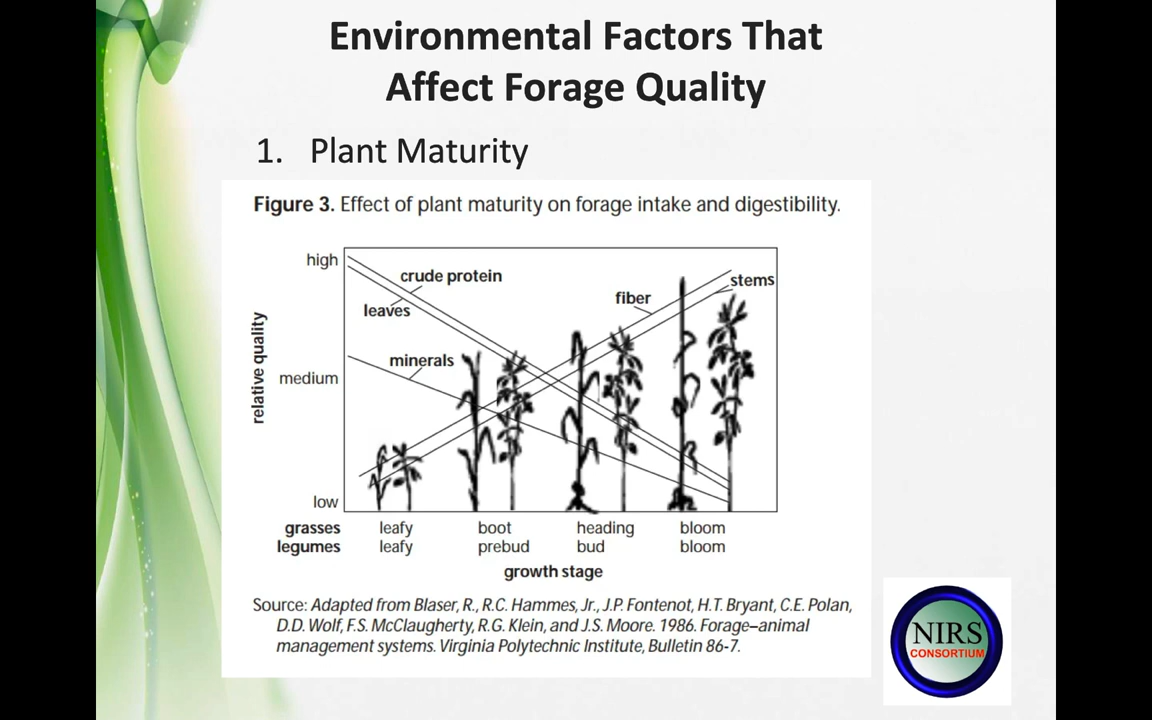 Environmental Factors That
Affect Forage Quality
1. Plant Maturity
Figure 3. Effect of plant maturity on forage intake and digestibility.
high
crude protein
stems
fiber
leaves
minerals
medium
relative quality
low
grasses leafy boot heading bloom
legumes leafy prebud bud bloom
growth stage
Source: Adapted from Blaser, R., R.C. Hammes, Jr., J.P. Fontenot, H.T. Bryant, C.E. Polan,
D.D. Wolf, F.S. McClaugherty, R.G. Klein, and J.S. Moore. 1986. Forage–animal
management systems. Virginia Polytechnic Institute, Bulletin 86-7.
NIRS
CONSORTIUM